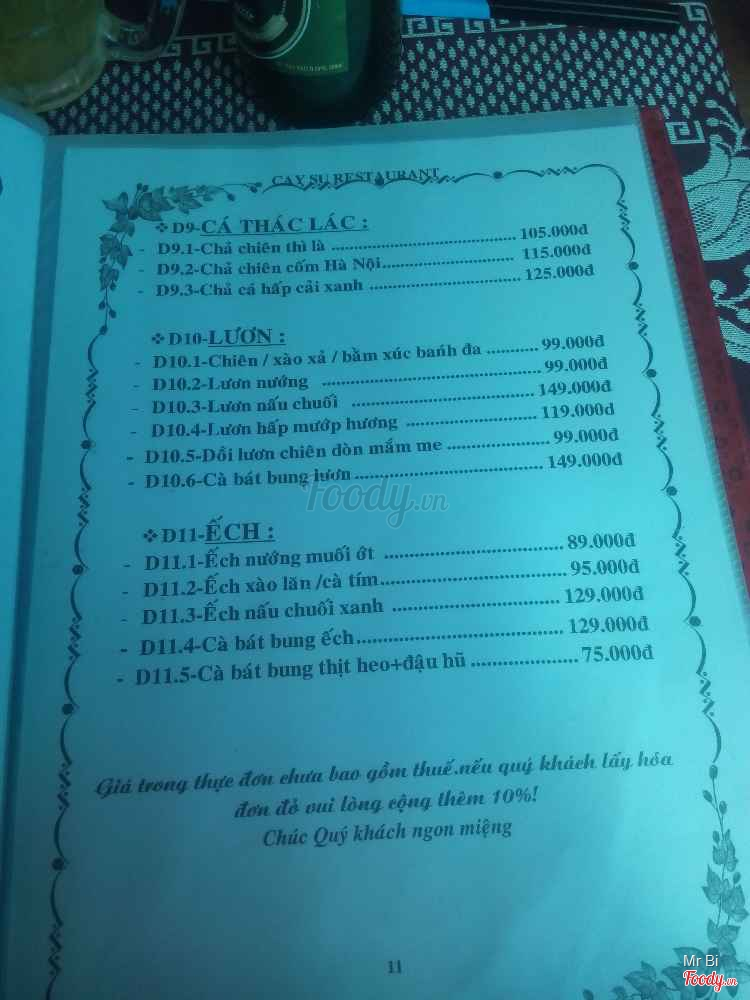 CAY SU RESTAURANT
❖ D9-CÁ THÁC LÁC :
- D9.1-Chả chiên thì là ........ 105.000đ
- D9.2-Chả chiên cốm Hà Nội ........ 115.000đ
- D9.3-Chả cá hấp cải xanh ........ 125.000đ
❖ D10-LƯƠN :
- D10.1-Chiên / xào xả / bằm xúc bańh đa ........ 99.000đ
- D10.2-Lươn nướng ........ 99.000đ
- D10.3-Lươn nấu chuối ........ 149.000đ
- D10.4-Lươn hấp mướp hương ........ 119.000đ
- D10.5-Dồi lươn chiên dòn mắm me ........ 99.000đ
- D10.6-Cà bát bung lươn ........ 149.000đ
Foody.vn
❖ D11-ẾCH :
- D11.1-Ếch nướng muối ớt ........ 89.000đ
- D11.2-Ếch xào lăn /cà tím ........ 95.000đ
- D11.3-Ếch nấu chuối xanh ........ 129.000đ
- D11.4-Cà bát bung ếch ........ 129.000đ
- D11.5-Cà bát bung thịt heo+đậu hũ ........ 75.000đ
Giá trong thực đơn chưa bao gồm thuế.nếu quý khách lấy hóa
đơn đỏ vui lòng cộng thêm 10%!
Chúc Quý khách ngon miệng
11
Mr Bi
Foody.vn